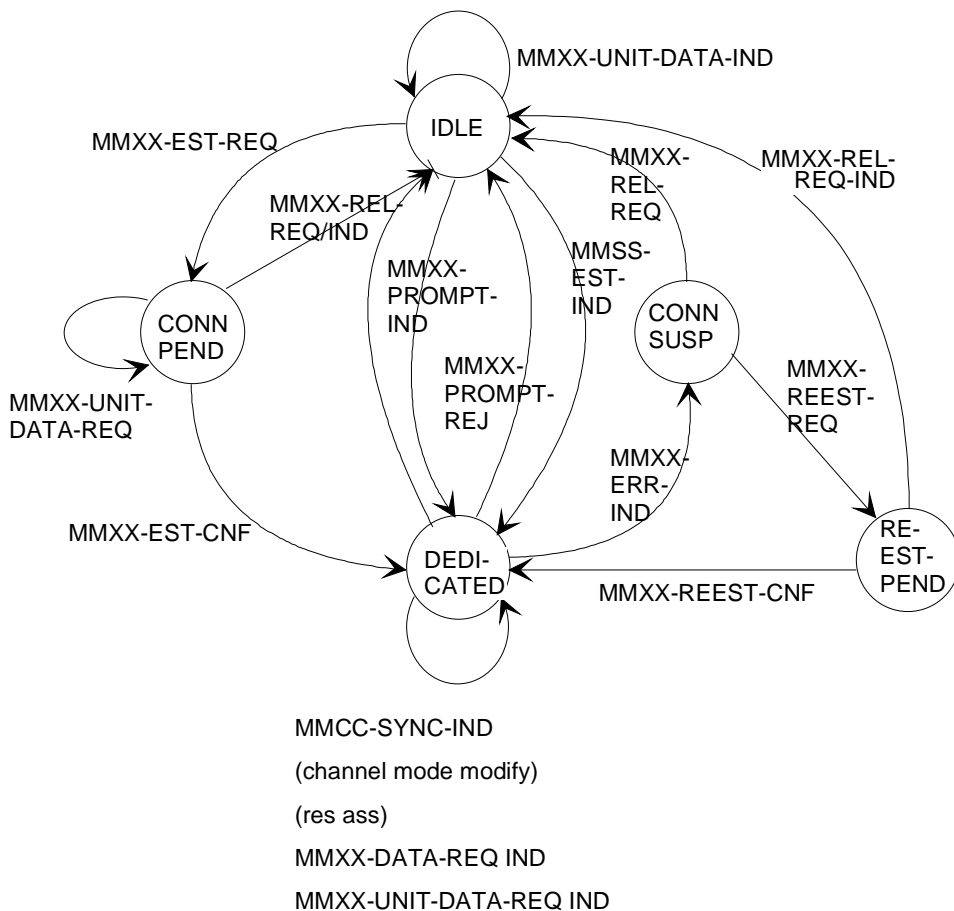 MMXX-UNIT-DATA-IND
IDLE
MMXX-EST-REQ
MMXX-REL-
REQ/IND
MMXX-
REL-
REQ
MMXX-REL-
REQ-IND
MMXX-
PROMPT-
IND
MMSS-
EST-
IND
CONN
PEND
CONN
SUSP
MMXX-UNIT-
DATA-REQ
MMXX-
PROMPT-
REJ
MMXX-
REEST-
REQ
MMXX-
ERR-
IND
MMXX-EST-CNF
DEDI-
CATED
RE-
EST-
PEND
MMXX-REEST-CNF
MMCC-SYNC-IND
(channel mode modify)
(res ass)
MMXX-DATA-REQ IND
MMXX-UNIT-DATA-REQ IND